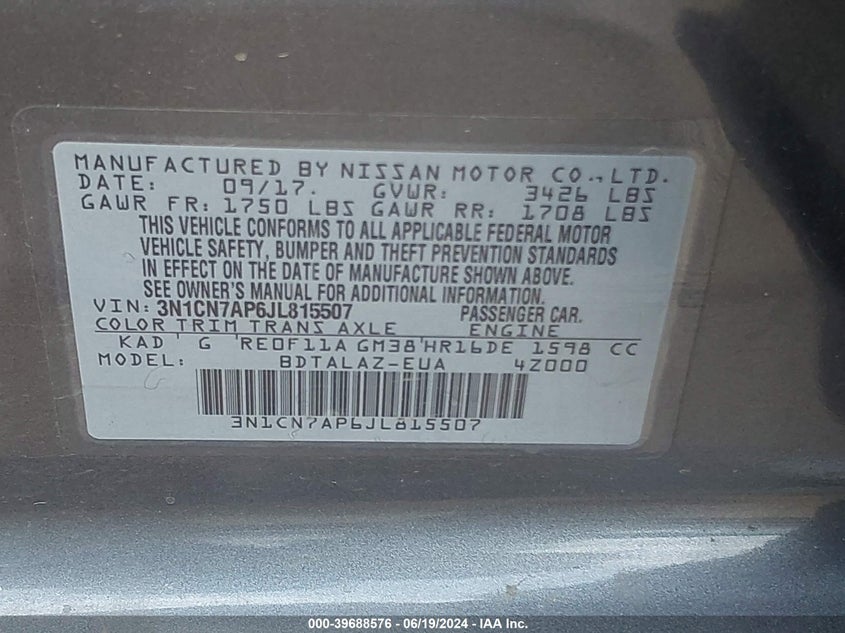 MANUFACTURED BY NISSAN MOTOR CO., LTD.
DATE: 09/17. GVWR: 3426 LBS
GAWR FR: 1750 LBS GAWR RR: 1708 LBS
THIS VEHICLE CONFORMS TO ALL APPLICABLE FEDERAL MOTOR
VEHICLE SAFETY, BUMPER AND THEFT PREVENTION STANDARDS
IN EFFECT ON THE DATE OF MANUFACTURE SHOWN ABOVE.
SEE OWNER'S MANUAL FOR ADDITIONAL INFORMATION.
VIN: 3N1CN7AP6JL815507 PASSENGER CAR.
COLOR TRIM TRANS AXLE ENGINE
KAD G RE0F11A GM38 HR16DE 1598 CC
MODEL: BDTALAZ-EUA 4Z000
3N1CN7AP6JL815507
000-39688576 - 06/19/2024 - IAA Inc.